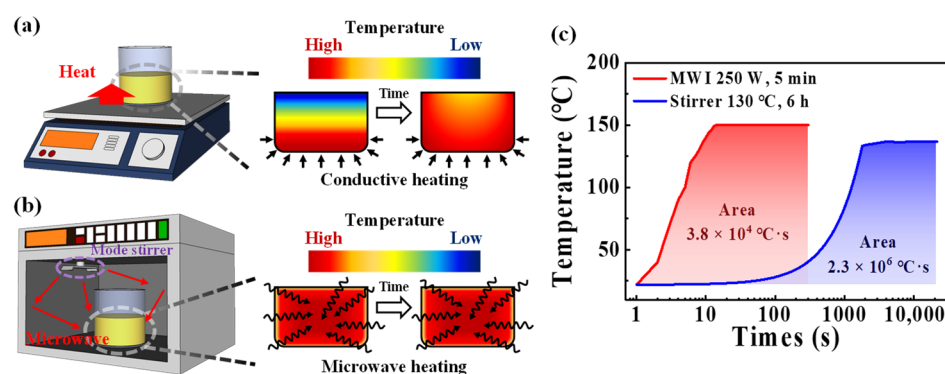 (a)
Heat
Temperature
High
Low
Time
Conductive heating
(b)
Mode stirrer
Microwave
Temperature
High
Low
Time
Microwave heating
(c)
Temperature (℃)
200
150
100
50
MWI 250 W, 5 min
Stirrer 130 ℃, 6 h
Area
3.8 × 10⁴ ℃·s
Area
2.3 × 10⁶ ℃·s
1
10
100
1000
10,000
Times (s)